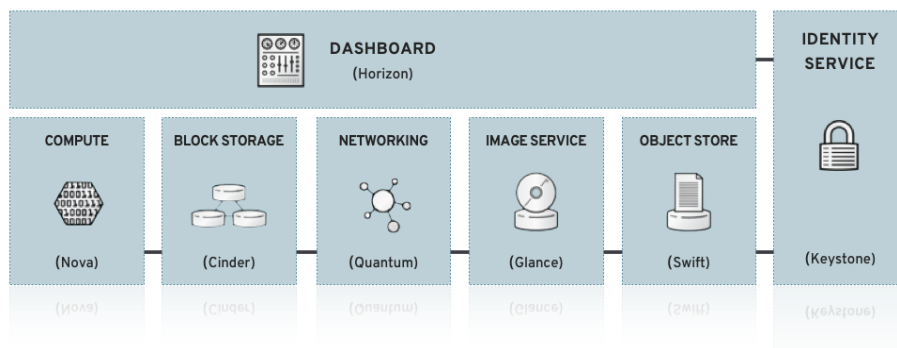 DASHBOARD
(Horizon)
IDENTITY
SERVICE
(Keystone)
COMPUTE
(Nova)
BLOCK STORAGE
(Cinder)
NETWORKING
(Quantum)
IMAGE SERVICE
(Glance)
OBJECT STORE
(Swift)